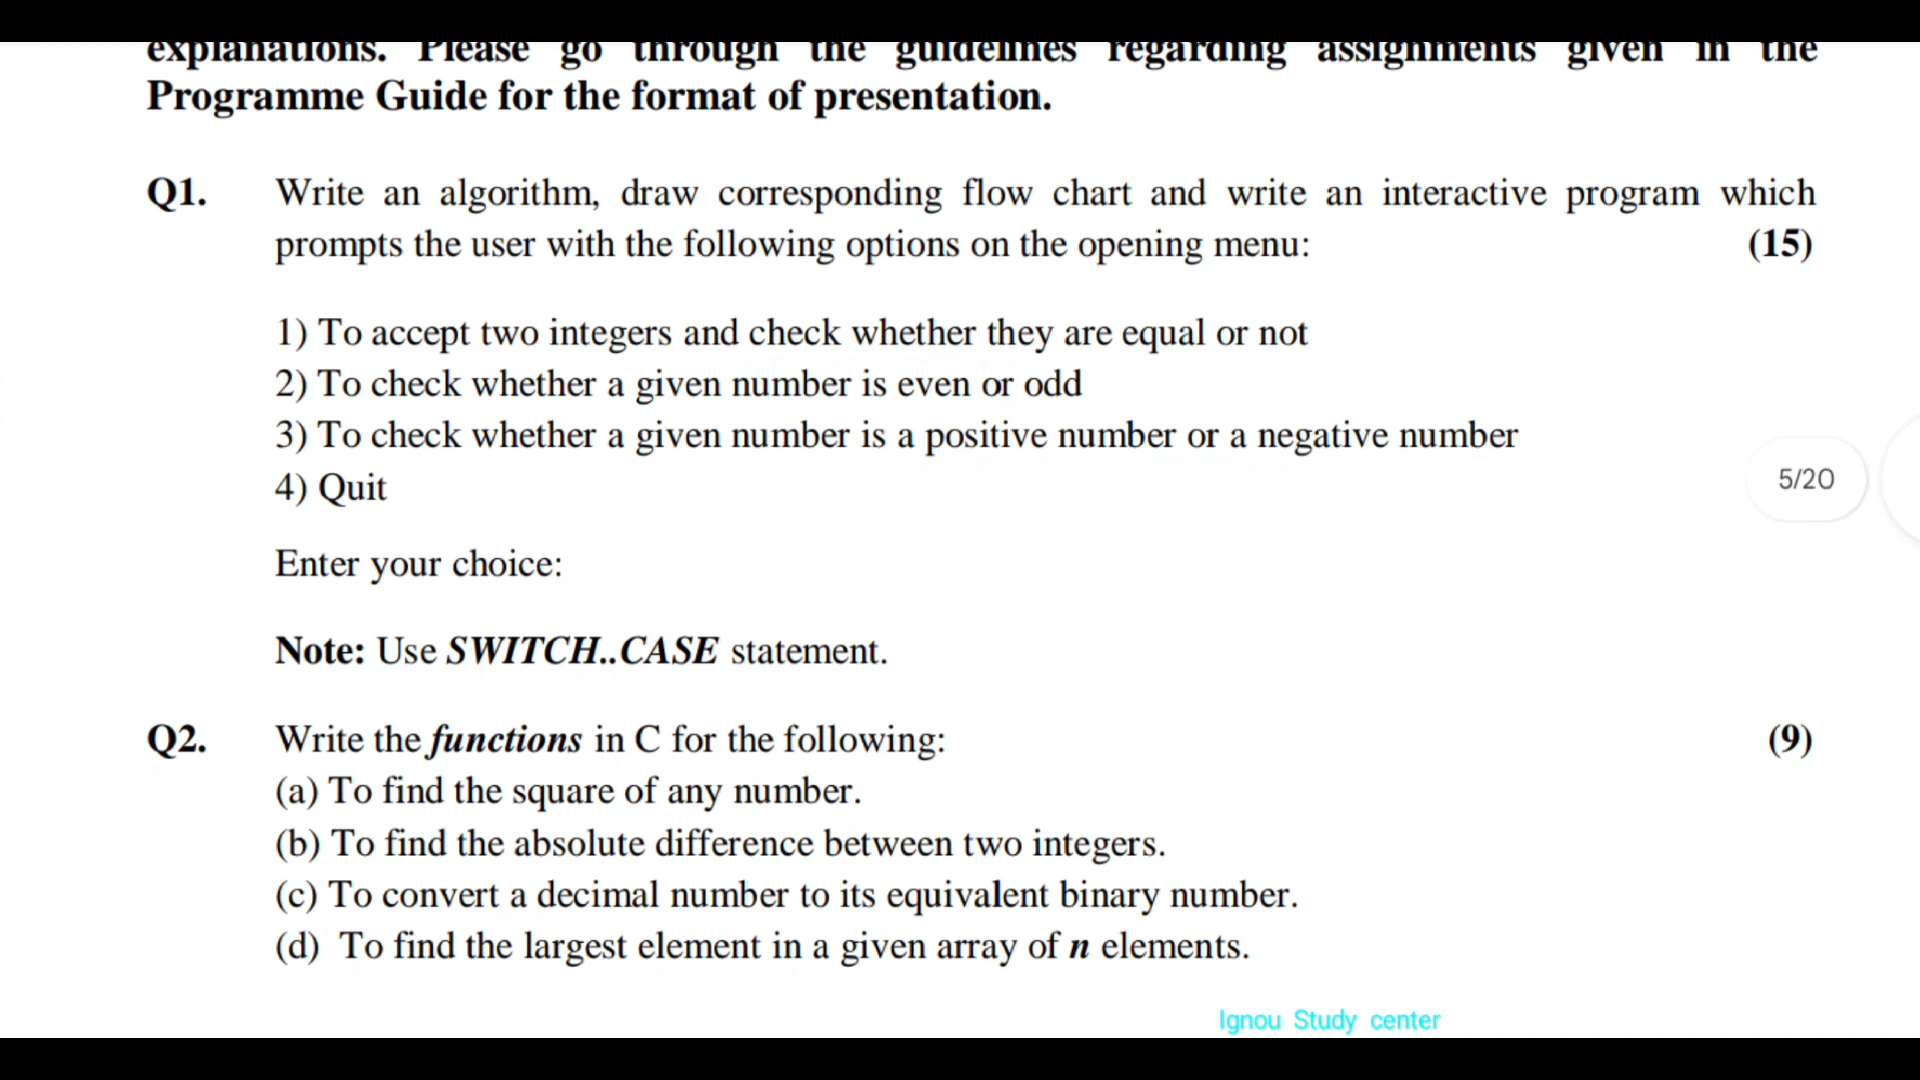 explanations. Please go through the guidelines regarding assignments given in the
Programme Guide for the format of presentation.
Q1. Write an algorithm, draw corresponding flow chart and write an interactive program which
prompts the user with the following options on the opening menu: (15)
1) To accept two integers and check whether they are equal or not
2) To check whether a given number is even or odd
3) To check whether a given number is a positive number or a negative number
4) Quit
5/20
Enter your choice:
Note: Use SWITCH..CASE statement.
Q2. Write the functions in C for the following: (9)
(a) To find the square of any number.
(b) To find the absolute difference between two integers.
(c) To convert a decimal number to its equivalent binary number.
(d) To find the largest element in a given array of n elements.
Ignou Study center